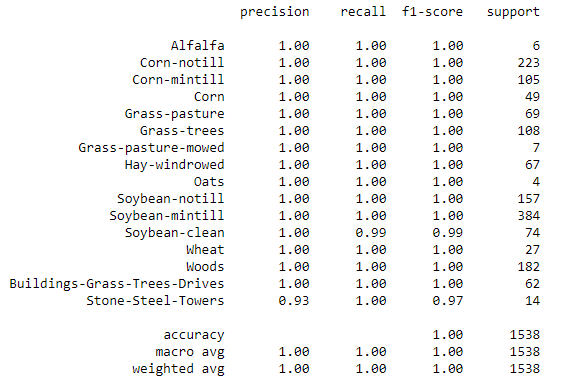 precision recall f1-score support
Alfalfa 1.00 1.00 1.00 6
Corn-notill 1.00 1.00 1.00 223
Corn-mintill 1.00 1.00 1.00 105
Corn 1.00 1.00 1.00 49
Grass-pasture 1.00 1.00 1.00 69
Grass-trees 1.00 1.00 1.00 108
Grass-pasture-mowed 1.00 1.00 1.00 7
Hay-windrowed 1.00 1.00 1.00 67
Oats 1.00 1.00 1.00 4
Soybean-notill 1.00 1.00 1.00 157
Soybean-mintill 1.00 1.00 1.00 384
Soybean-clean 1.00 0.99 0.99 74
Wheat 1.00 1.00 1.00 27
Woods 1.00 1.00 1.00 182
Buildings-Grass-Trees-Drives 1.00 1.00 1.00 62
Stone-Steel-Towers 0.93 1.00 0.97 14
accuracy 1.00 1538
macro avg 1.00 1.00 1.00 1538
weighted avg 1.00 1.00 1.00 1538